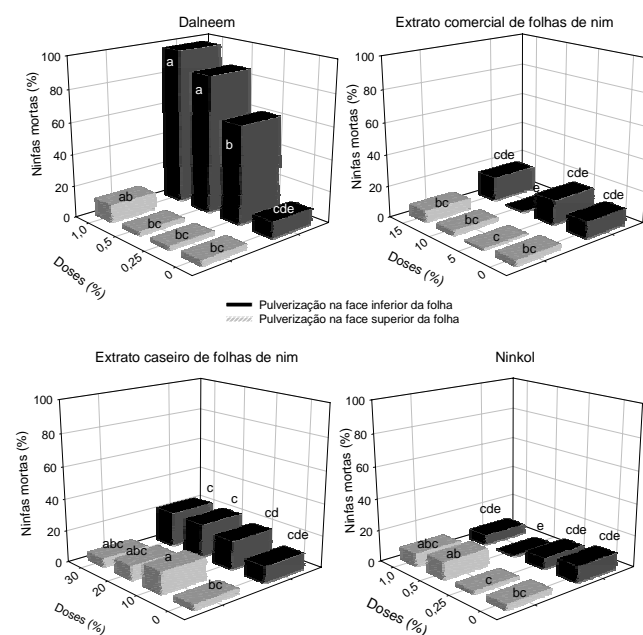 Dalneem
Extrato comercial de folhas de nim
Ninfas mortas (%)
100
80
60
40
20
0
a
a
b
cde
ab
bc
bc
bc
1,0
0,5
0,25
0
Doses (%)
Ninfas mortas (%)
100
80
60
40
20
0
cde
e
cde
cde
bc
bc
c
bc
15
10
5
0
Doses (%)
Pulverização na face inferior da folha
Pulverização na face superior da folha
Extrato caseiro de folhas de nim
Ninkol
Ninfas mortas (%)
100
80
60
40
20
0
c
c
cd
cde
abc
abc
a
bc
30
20
10
0
Doses (%)
Ninfas mortas (%)
100
80
60
40
20
0
cde
e
cde
cde
abc
ab
c
bc
1,0
0,5
0,25
0
Doses (%)